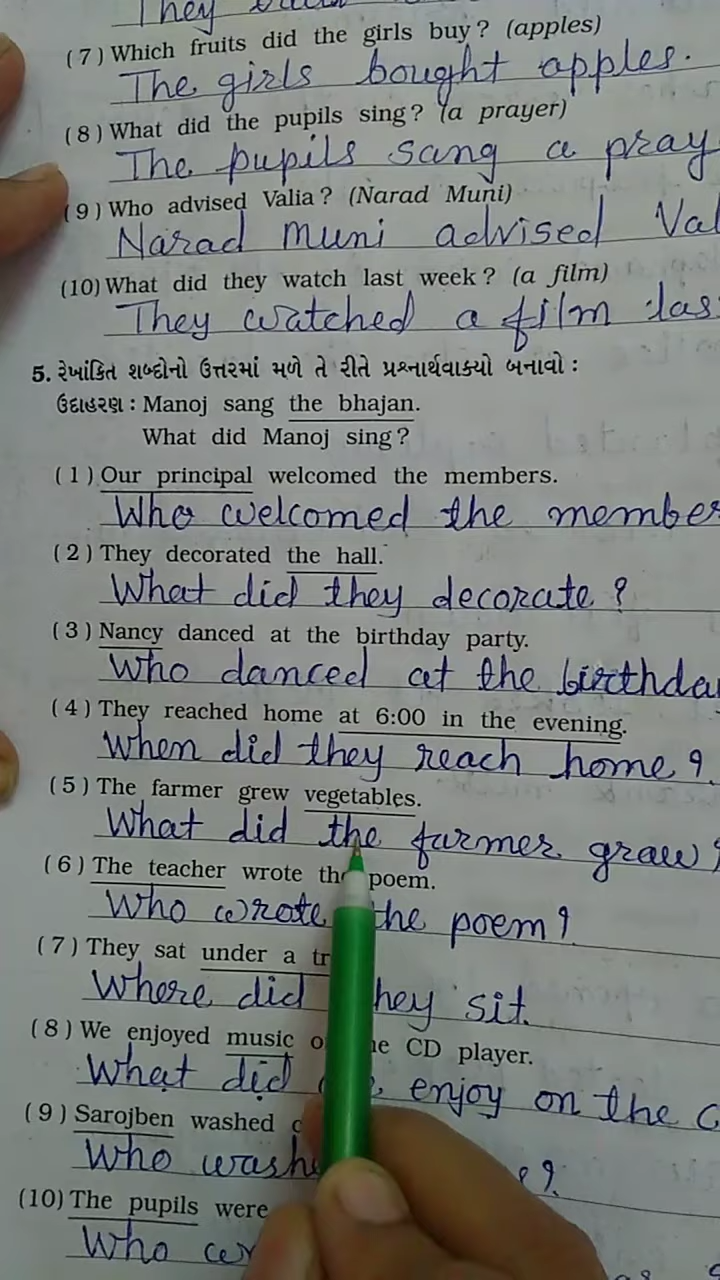 They
(7) Which fruits did the girls buy? (apples)
The girls bought apples.
(8) What did the pupils sing? (a prayer)
The pupils sang a pray
(9) Who advised Valia? (Narad Muni)
Narad muni advised Val
(10) What did they watch last week? (a film)
They watched a film las
5. રેખાંકિત શબ્દોનો ઉત્તરમાં મળે તે રીતે પ્રશ્નાર્થવાક્યો બનાવો :
ઉદાહરણ : Manoj sang the bhajan.
What did Manoj sing?
(1) Our principal welcomed the members.
Who welcomed the member
(2) They decorated the hall.
What did they decorate?
(3) Nancy danced at the birthday party.
Who danced at the birthda
(4) They reached home at 6:00 in the evening.
When did they reach home?
(5) The farmer grew vegetables.
What did the farmer graw?
(6) The teacher wrote the poem.
Who wrote the poem?
(7) They sat under a tr
Where did they sit.
(8) We enjoyed music o he CD player.
What did enjoy on the C
(9) Sarojben washed
Who washe e?
(10) The pupils were
Who